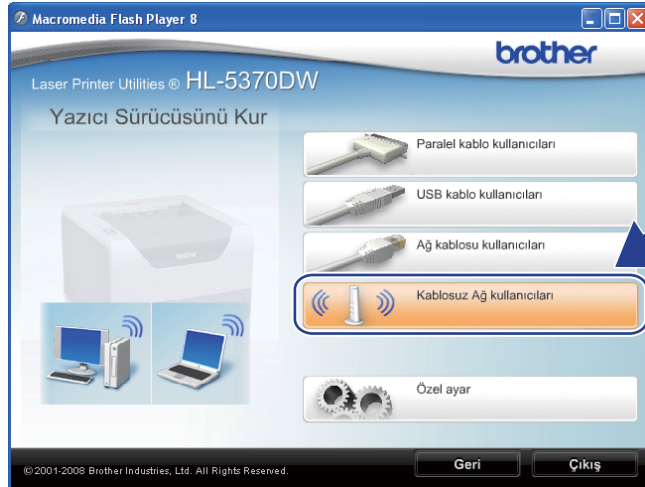 Macromedia Flash Player 8
brother
Laser Printer Utilities ® HL-5370DW
Yazıcı Sürücüsünü Kur
Paralel kablo kullanıcıları
USB kablo kullanıcıları
Ağ kablosu kullanıcıları
Kablosuz Ağ kullanıcıları
Özel ayar
©2001-2008 Brother Industries, Ltd. All Rights Reserved.
Geri
Çıkış